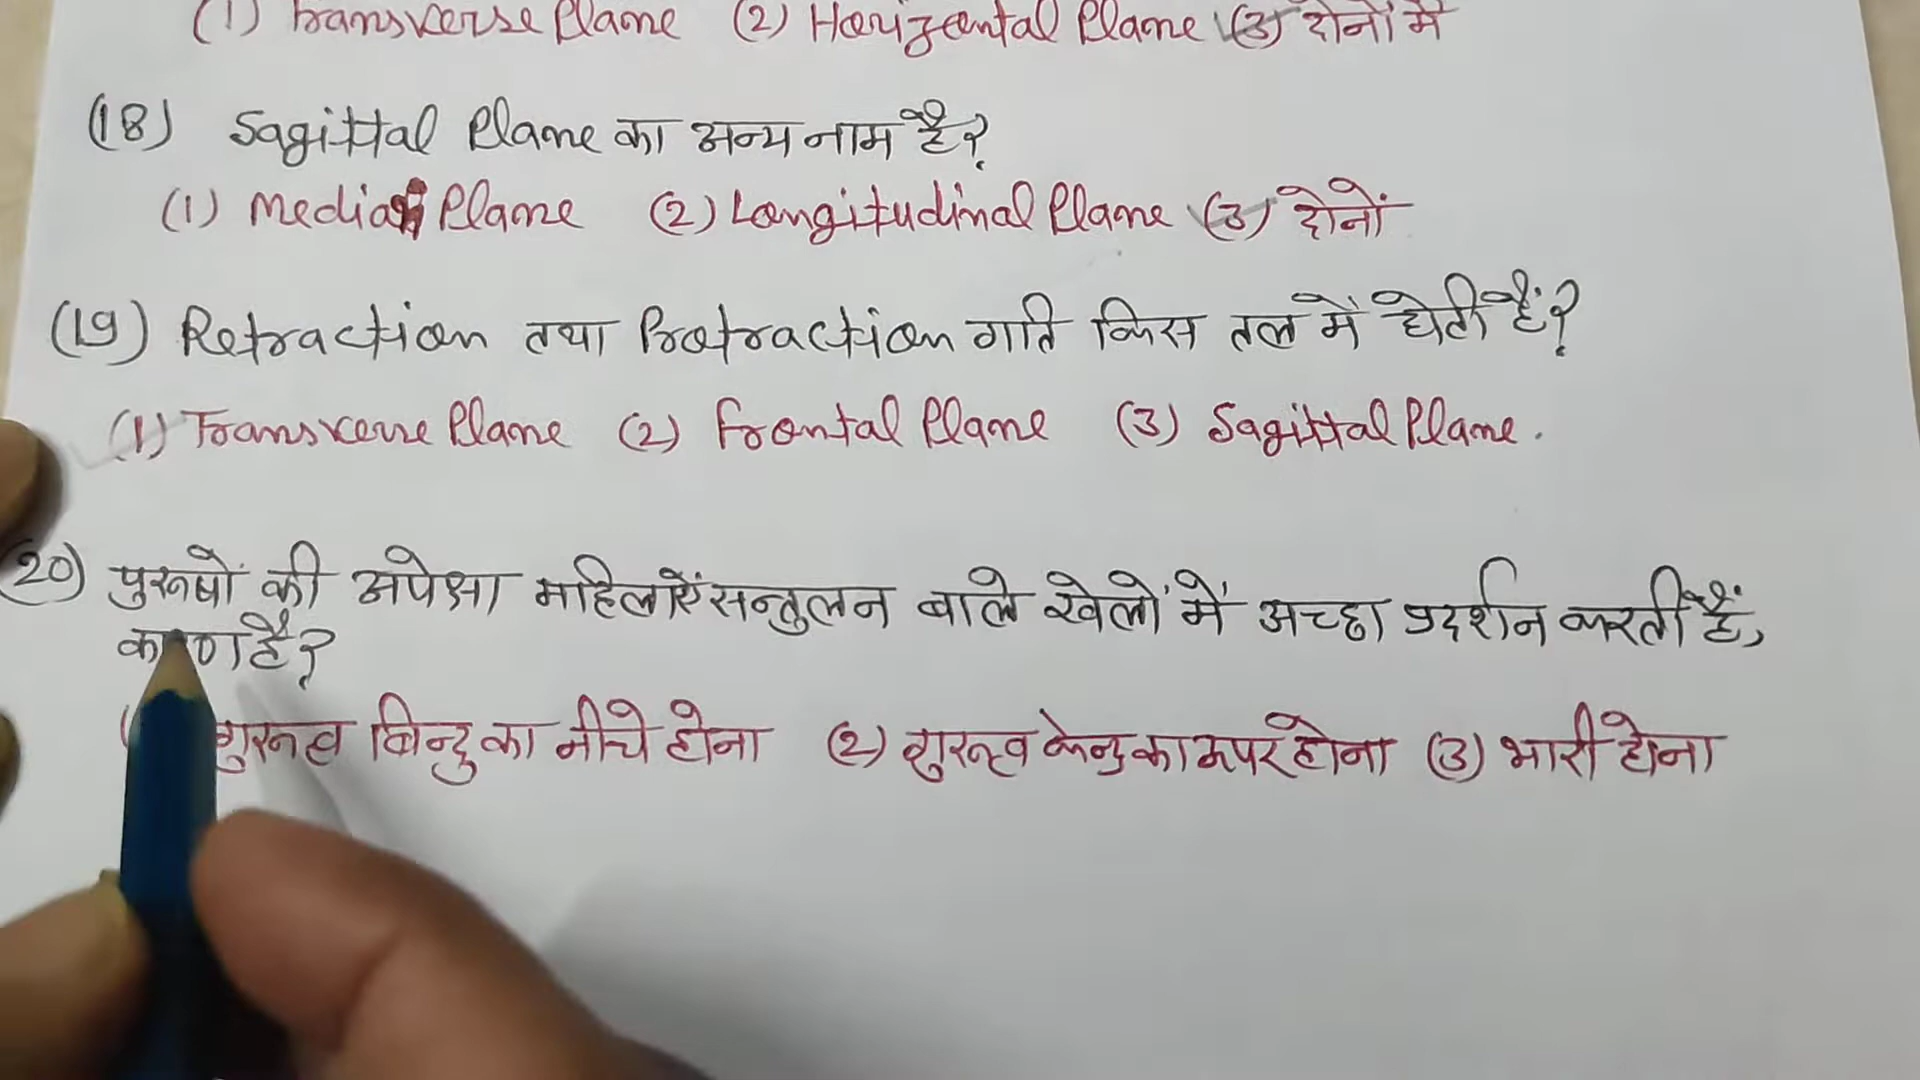 (1) Transverse Plane (2) Horizontal Plane (3) दोनों में
(18) Sagittal Plane का अन्य नाम है?
(1) Median Plane (2) Longitudinal Plane (3) दोनों
(19) Retraction तथा Protraction गति किस तल में होती हैं?
(1) Transverse Plane (2) Frontal Plane (3) Sagittal Plane.
(20) पुरूषों की अपेक्षा महिलाऐं सन्तुलन वाले खेलों में अच्छा प्रदर्शन करती हैं,
है?
गुरूत्व बिन्दु का नीचे होना (2) गुरूत्व केन्द्र का ऊपर होना (3) भारी होना